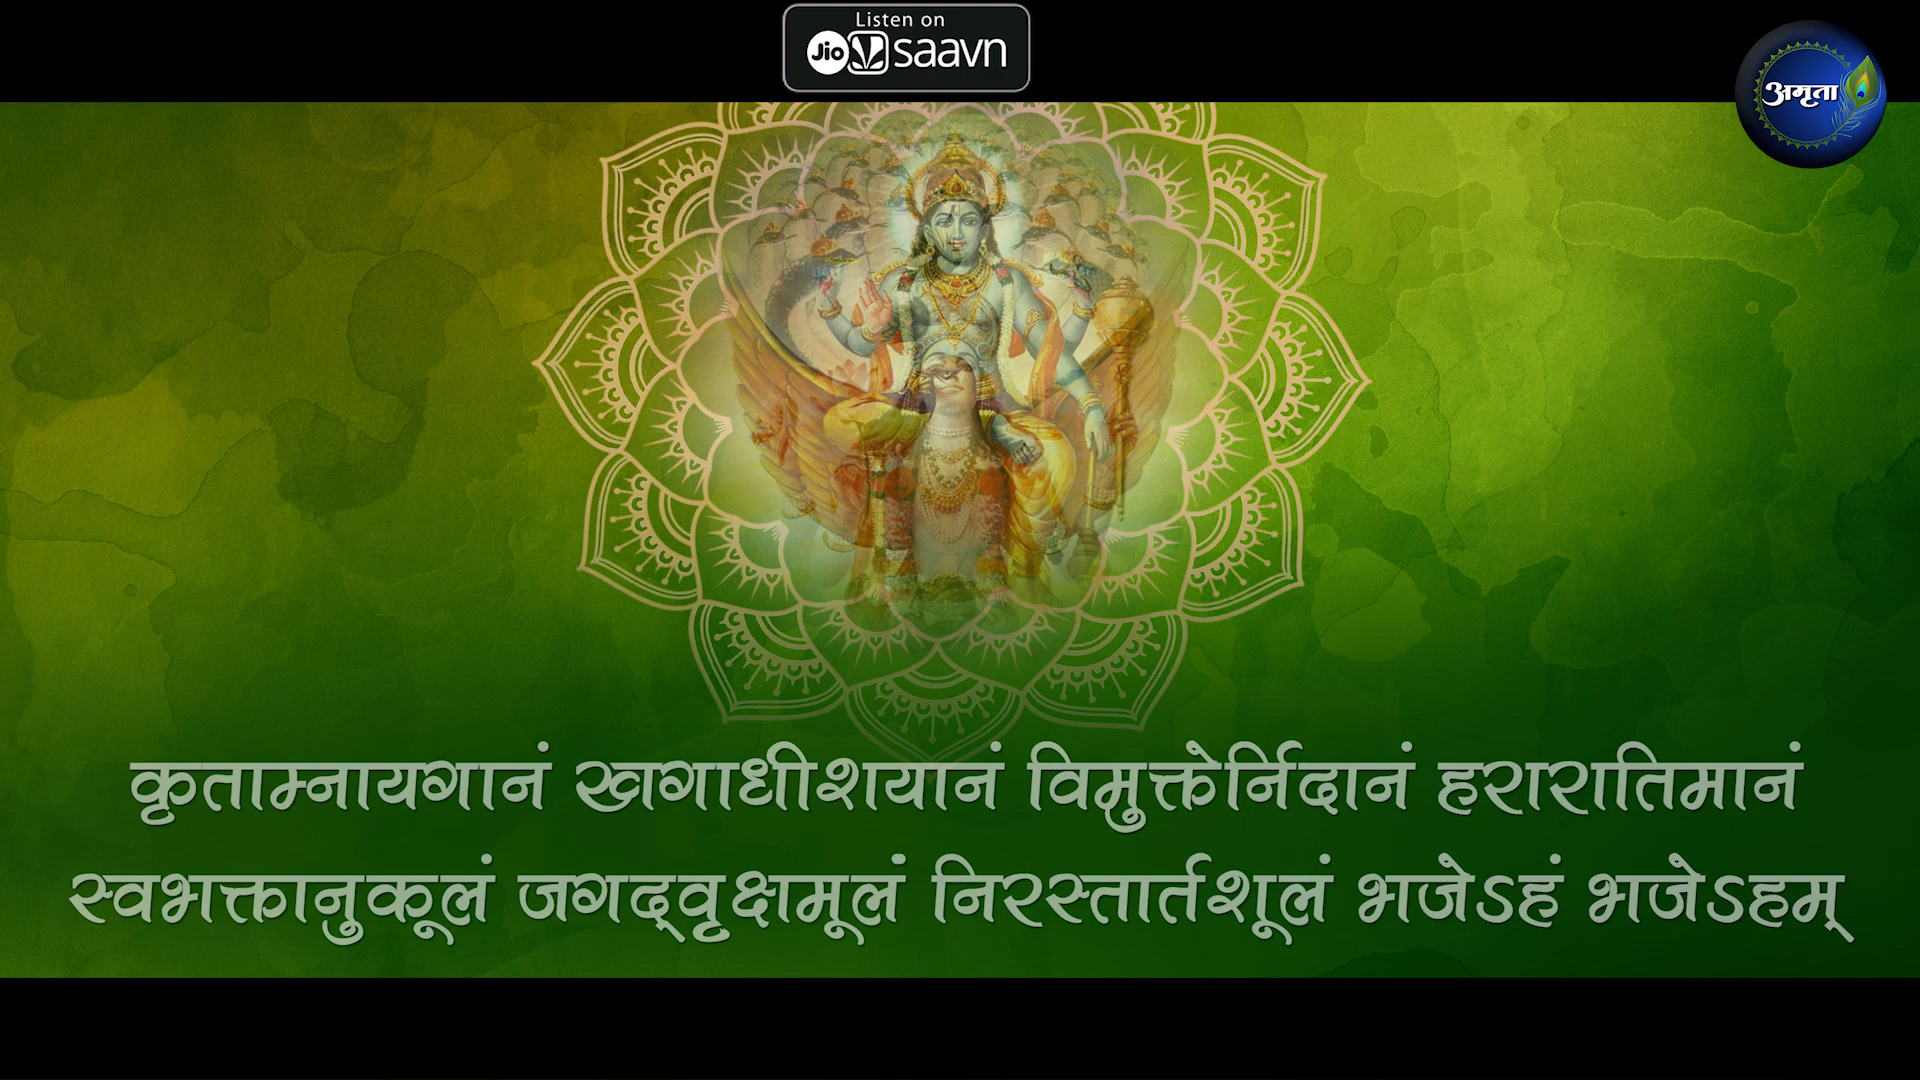 Listen on
Jio saavn
अमृता
कृताम्नायगानं खगाधीशयानं विमुक्तेर्निदानं हरारातिमानं
स्वभक्तानुकूलं जगद्‌वृक्षमूलं निरस्तार्तशूलं भजेऽहं भजेऽहम्